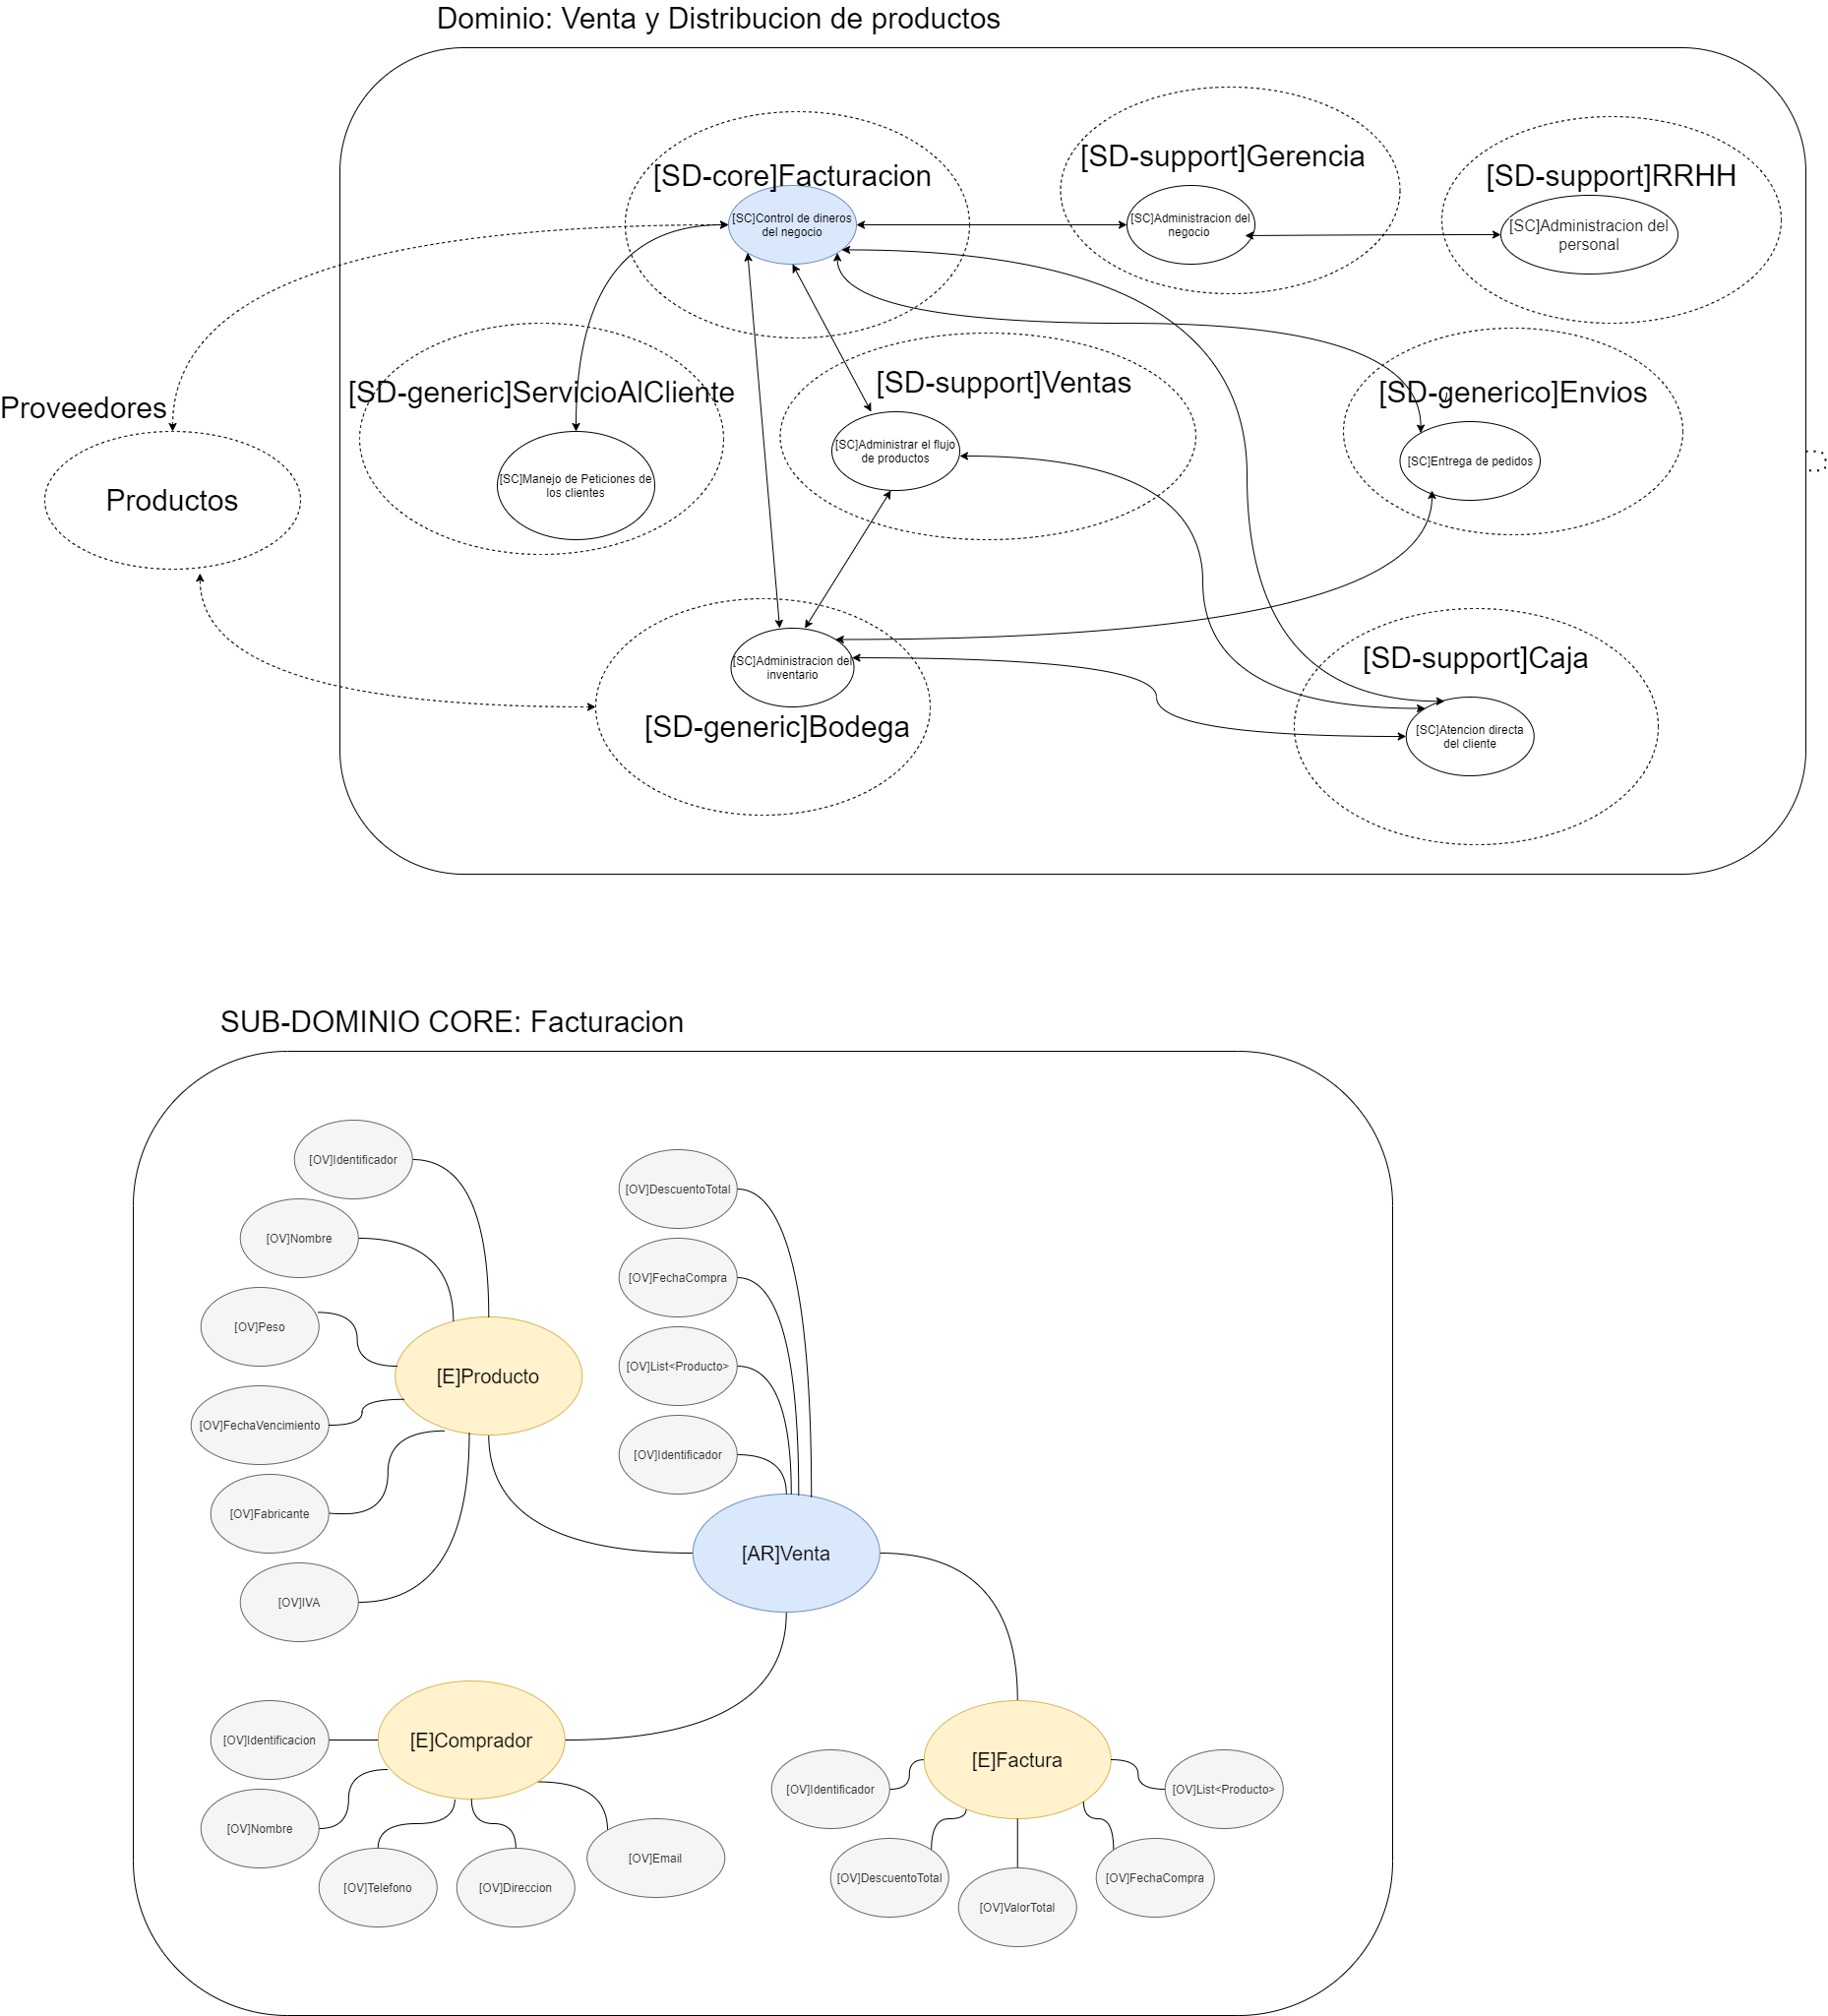 Dominio: Venta y Distribucion de productos
[SD-core]Facturacion
[SC]Control de dineros
del negocio
[SD-support]Gerencia
[SC]Administracion del
negocio
[SD-support]RRHH
[SC]Administracion del
personal
Proveedores
Productos
[SD-generic]ServicioAlCliente
[SC]Manejo de Peticiones de
los clientes
[SD-support]Ventas
[SC]Administrar el flujo
de productos
[SD-generico]Envios
[SC]Entrega de pedidos
[SC]Administracion del
inventario
[SD-generic]Bodega
[SD-support]Caja
[SC]Atencion directa
del cliente
SUB-DOMINIO CORE: Facturacion
[OV]Identificador
[OV]Nombre
[OV]Peso
[OV]FechaVencimiento
[OV]Fabricante
[OV]IVA
[E]Producto
[OV]DescuentoTotal
[OV]FechaCompra
[OV]List<Producto>
[OV]Identificador
[AR]Venta
[OV]Identificacion
[E]Comprador
[OV]Nombre
[OV]Telefono
[OV]Direccion
[OV]Email
[E]Factura
[OV]Identificador
[OV]List<Producto>
[OV]DescuentoTotal
[OV]ValorTotal
[OV]FechaCompra